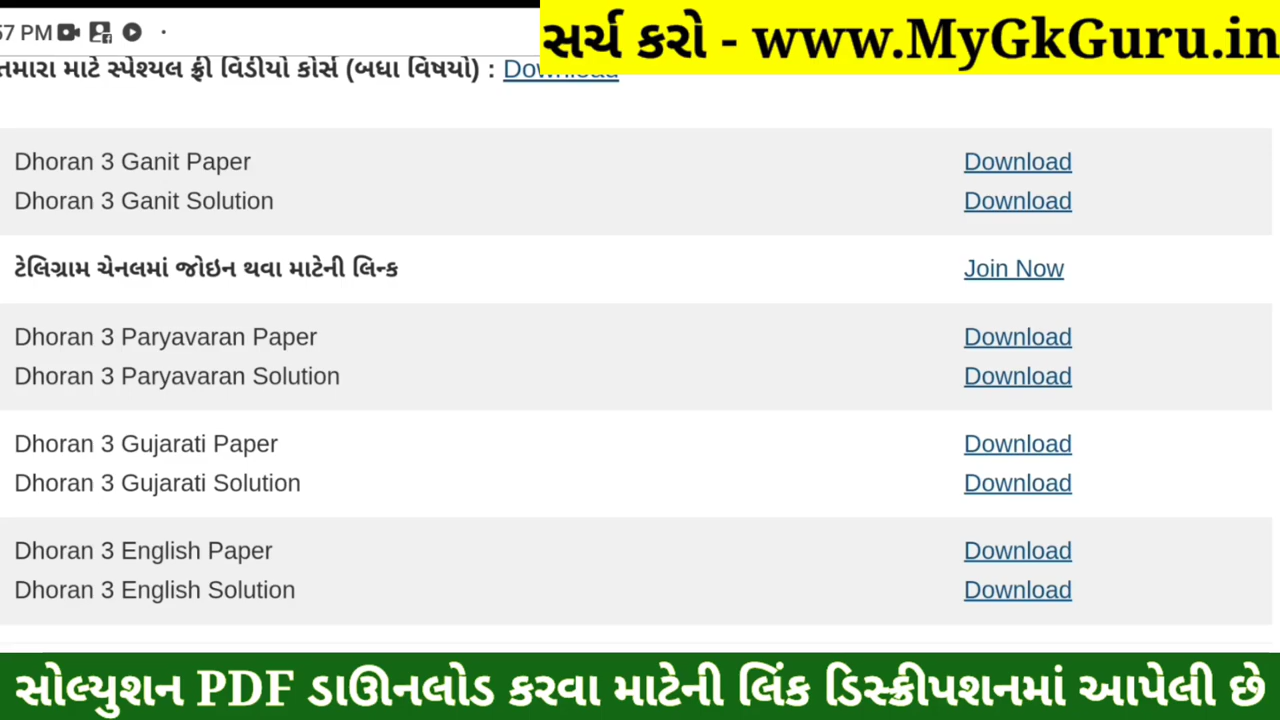 57 PM
સર્ચ કરો - www.MyGkGuru.in
તમારા માટે સ્પેશ્યલ ફ્રી વિડીયો કોર્સ (બધા વિષયો) : Download
Dhoran 3 Ganit Paper Download
Dhoran 3 Ganit Solution Download
ટેલિગ્રામ ચેનલમાં જોઇન થવા માટેની લિન્ક Join Now
Dhoran 3 Paryavaran Paper Download
Dhoran 3 Paryavaran Solution Download
Dhoran 3 Gujarati Paper Download
Dhoran 3 Gujarati Solution Download
Dhoran 3 English Paper Download
Dhoran 3 English Solution Download
સોલ્યુશન PDF ડાઊનલોડ કરવા માટેની લિંક ડિસ્ક્રીપશનમાં આપેલી છે